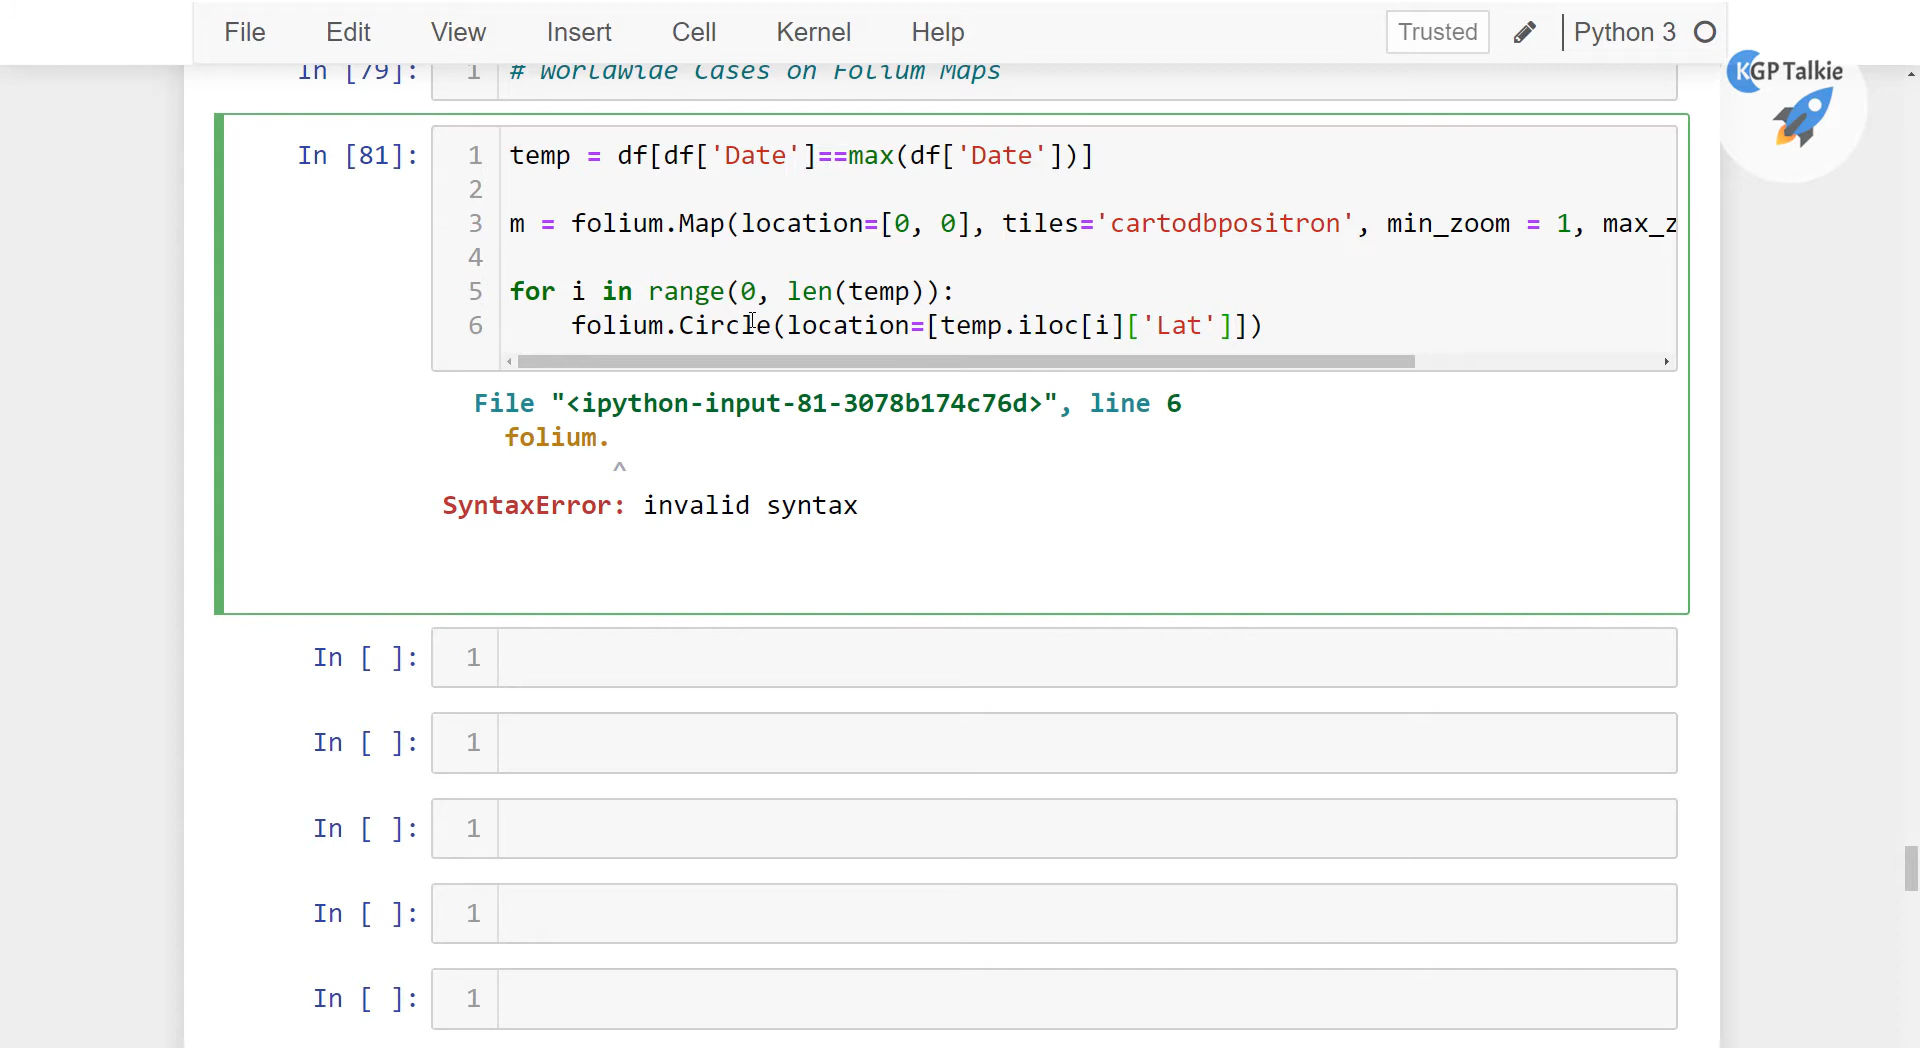 File Edit View Insert Cell Kernel Help Trusted Python 3
KGP Talkie
In [79]: 1 # Worldwide Cases on Folium Maps
In [81]: 1 temp = df[df['Date']==max(df['Date'])]
2
3 m = folium.Map(location=[0, 0], tiles='cartodbpositron', min_zoom = 1, max_z
4
5 for i in range(0, len(temp)):
6 folium.Circle(location=[temp.iloc[i]['Lat']])
File "<ipython-input-81-3078b174c76d>", line 6
folium.
^
SyntaxError: invalid syntax
In [ ]: 1
In [ ]: 1
In [ ]: 1
In [ ]: 1
In [ ]: 1